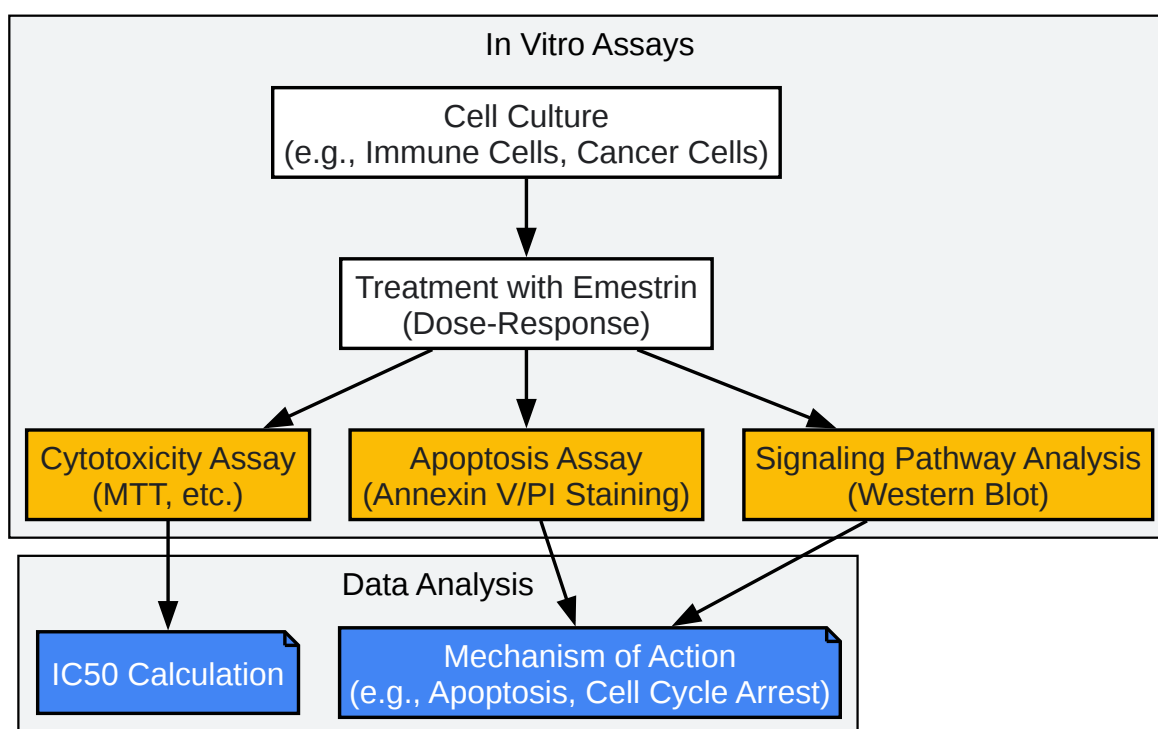 In Vitro Assays
Cell Culture
(e.g., Immune Cells, Cancer Cells)
Treatment with Emestrin
(Dose-Response)
Cytotoxicity Assay
(MTT, etc.)
Apoptosis Assay
(Annexin V/PI Staining)
Signaling Pathway Analysis
(Western Blot)
Data Analysis
IC50 Calculation
Mechanism of Action
(e.g., Apoptosis, Cell Cycle Arrest)